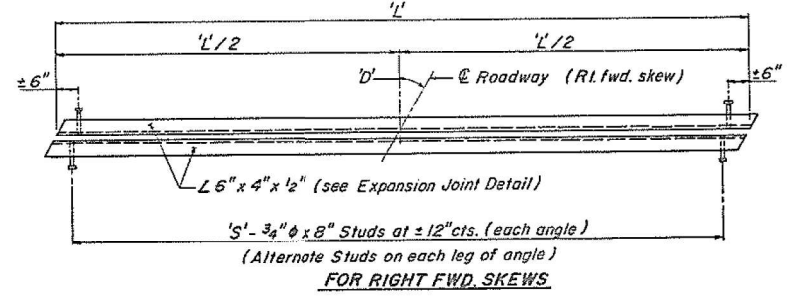 'L'
'L'/2
'L'/2
±6"
'D'
℄ Roadway (Rt. fwd. skew)
±6"
∠ 6" x 4" x ½" (see Expansion Joint Detail)
'S' - ¾" ϕ x 8" Studs at ± 12" cts. (each angle)
(Alternate Studs on each leg of angle)
FOR RIGHT FWD. SKEWS